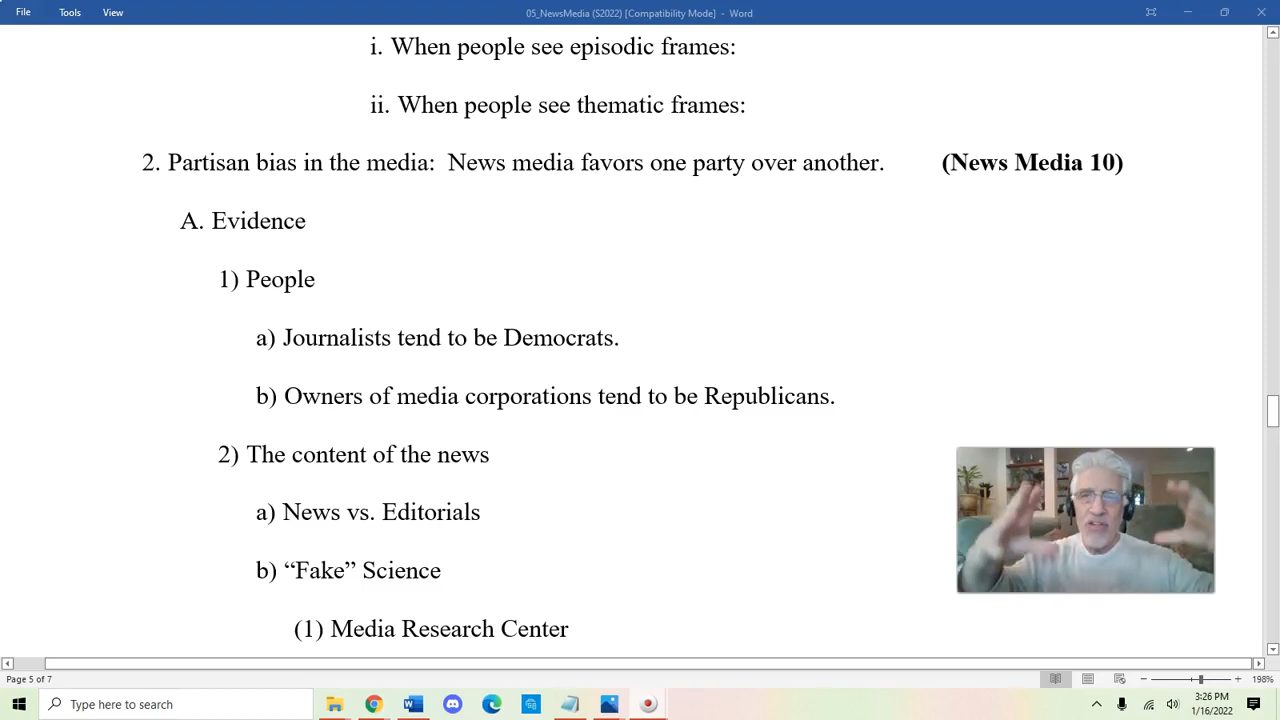 File Tools View 05_NewsMedia (S2022) [Compatibility Mode] - Word
i. When people see episodic frames:
ii. When people see thematic frames:
2. Partisan bias in the media:  News media favors one party over another. (News Media 10)
A. Evidence
1) People
a) Journalists tend to be Democrats.
b) Owners of media corporations tend to be Republicans.
2) The content of the news
a) News vs. Editorials
b) “Fake” Science
(1) Media Research Center
Page 5 of 7 198%
Type here to search 3:26 PM
1/16/2022